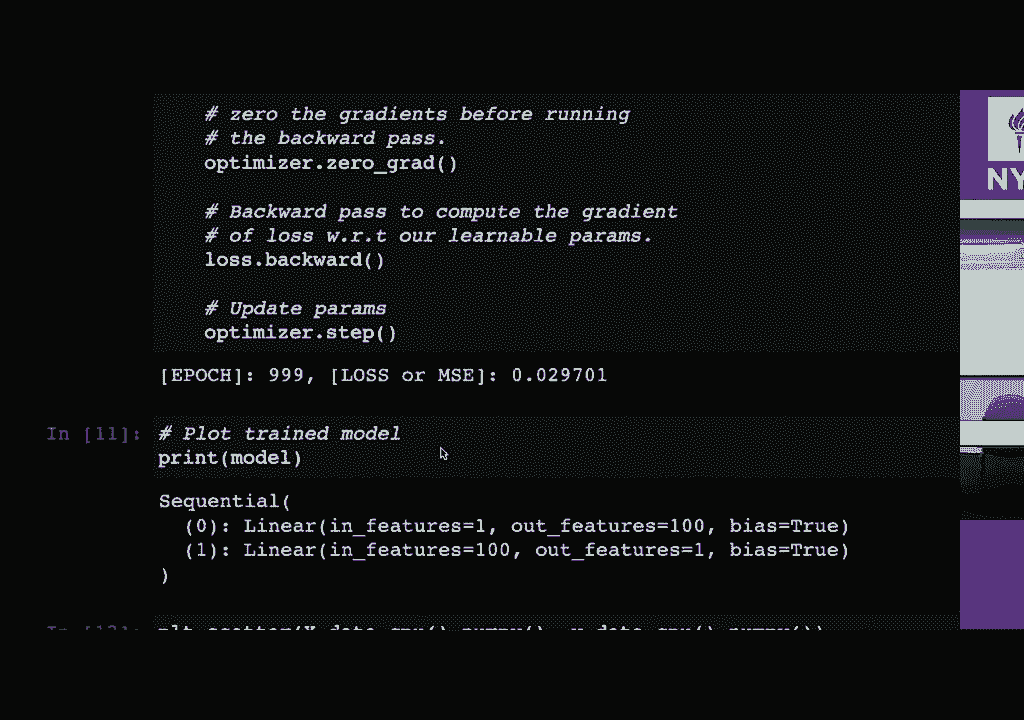 # zero the gradients before running
# the backward pass.
optimizer.zero_grad()
# Backward pass to compute the gradient
# of loss w.r.t our learnable params.
loss.backward()
# Update params
optimizer.step()
[EPOCH]: 999, [LOSS or MSE]: 0.029701
In [11]: # Plot trained model
print(model)
Sequential(
(0): Linear(in_features=1, out_features=100, bias=True)
(1): Linear(in_features=100, out_features=1, bias=True)
)
NY